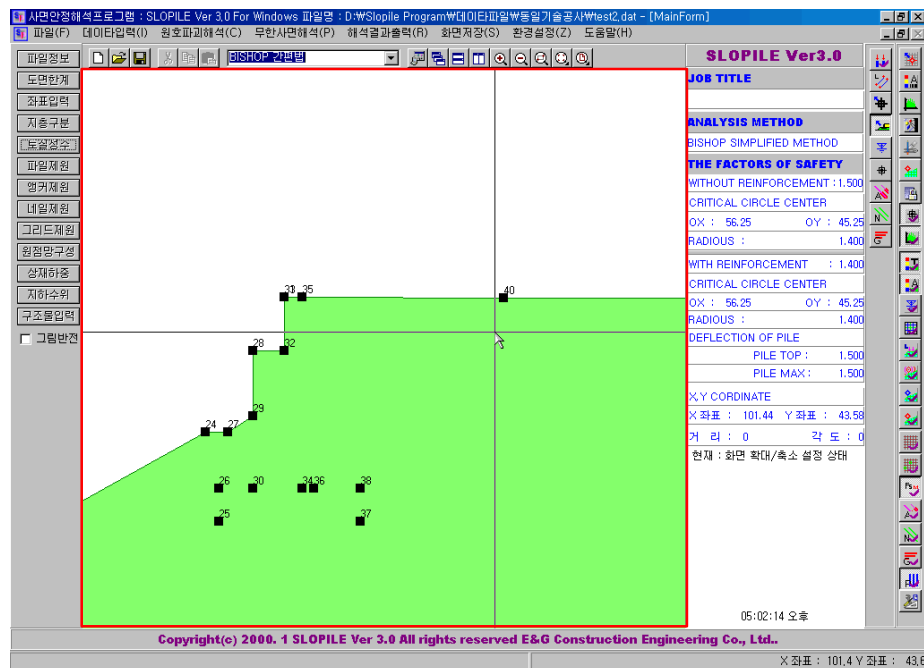 사면안정해석프로그램 : SLOPILE Ver 3,0 For Windows 파일명 : D:₩Slopile Program₩데이타파일₩동일기술공사₩test2,dat - [MainForm]
파일(F) 데이타입력(I) 원호파괴해석(C) 무한사면해석(P) 해석결과출력(R) 화면저장(S) 환경설정(Z) 도움말(H)
BISHOP 간편법
파일정보
도면한계
좌표입력
지층구분
토질정수
파일제원
앵커제원
네일제원
그리드제원
원점망구성
상재하중
지하수위
구조물입력
그림반전
33 35 40
28 32
29
24 27
26 30 34 36 38
25 37
SLOPILE Ver3.0
JOB TITLE
ANALYSIS METHOD
BISHOP SIMPLIFIED METHOD
THE FACTORS OF SAFETY
WITHOUT REINFORCEMENT : 1.500
CRITICAL CIRCLE CENTER
OX : 56.25 OY : 45.25
RADIOUS : 1.400
WITH REINFORCEMENT : 1.400
CRITICAL CIRCLE CENTER
OX : 56.25 OY : 45.25
RADIOUS : 1.400
DEFLECTION OF PILE
PILE TOP : 1.500
PILE MAX : 1.500
X,Y CORDINATE
X 좌표 : 101.44 Y 좌표 : 43.58
거 리 : 0 각 도 : 0
현재 : 화면 확대/축소 설정 상태
05:02:14 오후
Copyright(c) 2000. 1 SLOPILE Ver 3.0 All rights reserved E&G Construction Engineering Co., Ltd..
X 좌표 : 101,4 Y 좌표 : 43,5